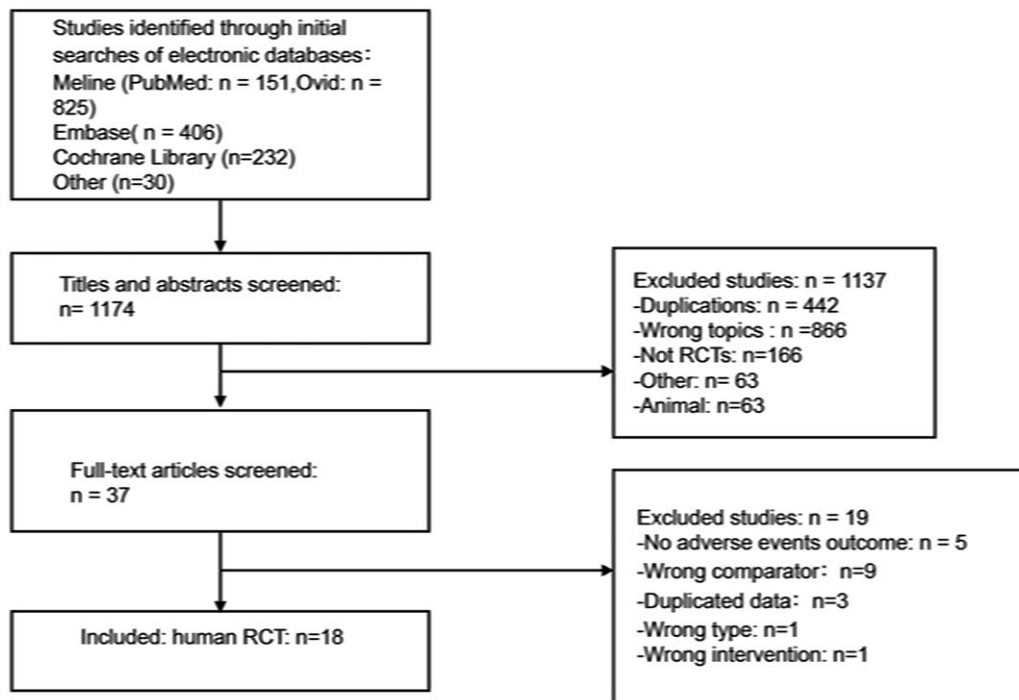 Studies identified through initial
searches of electronic databases:
Meline (PubMed: n = 151,Ovid: n =
825)
Embase( n = 406)
Cochrane Library (n=232)
Other (n=30)
Titles and abstracts screened:
n= 1174
Excluded studies: n = 1137
-Duplications: n = 442
-Wrong topics : n =866
-Not RCTs: n=166
-Other: n= 63
-Animal: n=63
Full-text articles screened:
n = 37
Excluded studies: n = 19
-No adverse events outcome: n = 5
-Wrong comparator: n=9
-Duplicated data: n=3
-Wrong type: n=1
-Wrong intervention: n=1
Included: human RCT: n=18